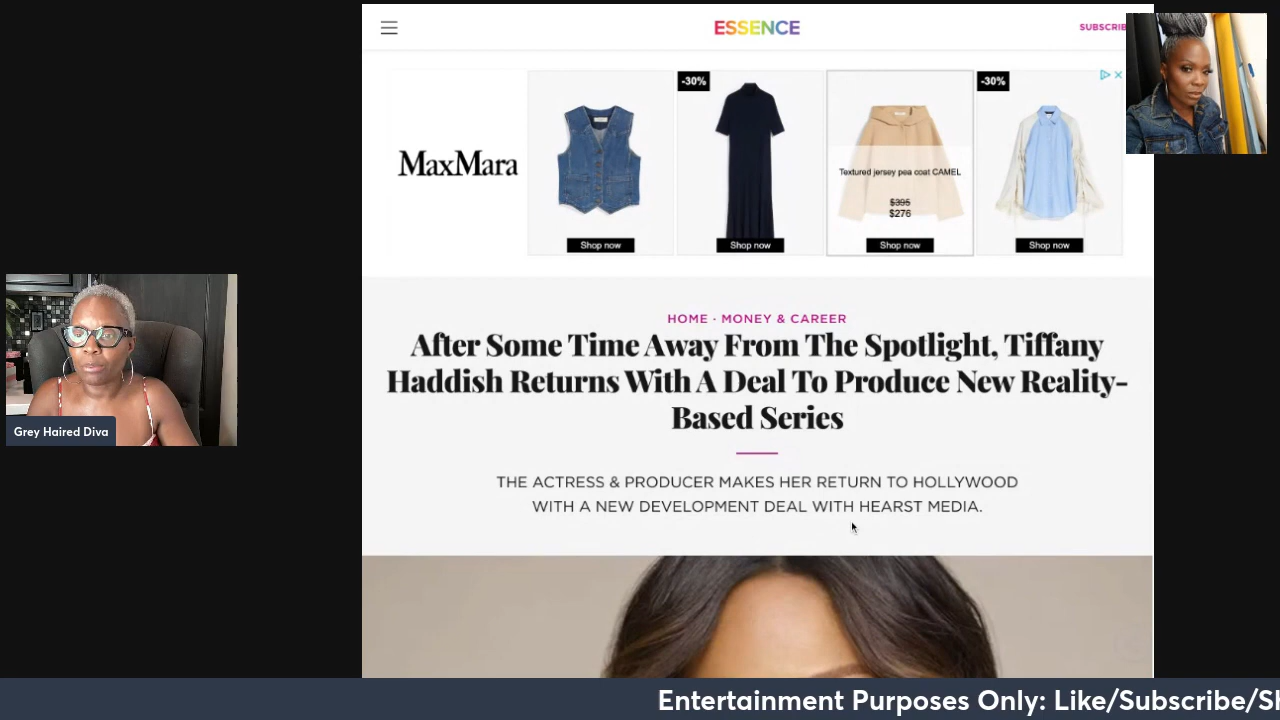 ESSENCE
SUBSCRIB
MaxMara
-30%
-30%
Textured jersey pea coat CAMEL
$395
$276
Shop now
Shop now
Shop now
Shop now
HOME · MONEY & CAREER
After Some Time Away From The Spotlight, Tiffany
Haddish Returns With A Deal To Produce New Reality-
Based Series
THE ACTRESS & PRODUCER MAKES HER RETURN TO HOLLYWOOD
WITH A NEW DEVELOPMENT DEAL WITH HEARST MEDIA.
Grey Haired Diva
Entertainment Purposes Only: Like/Subscribe/Sh